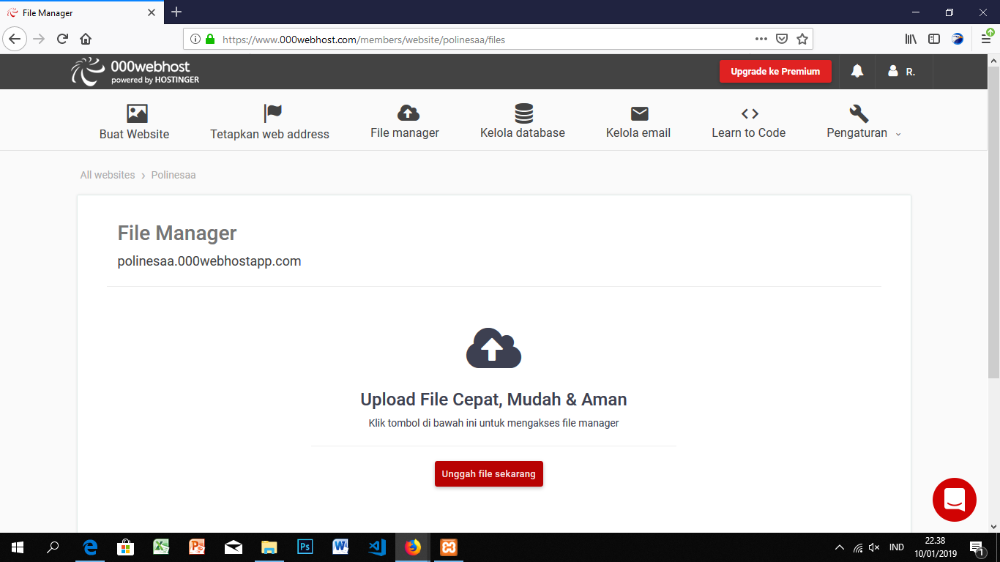 File Manager
https://www.000webhost.com/members/website/polinesaa/files
000webhost
powered by HOSTINGER
Upgrade ke Premium
R.
Buat Website
Tetapkan web address
File manager
Kelola database
Kelola email
Learn to Code
Pengaturan
All websites > Polinesaa
File Manager
polinesaa.000webhostapp.com
Upload File Cepat, Mudah & Aman
Klik tombol di bawah ini untuk mengakses file manager
Unggah file sekarang
IND
22.38
10/01/2019
1